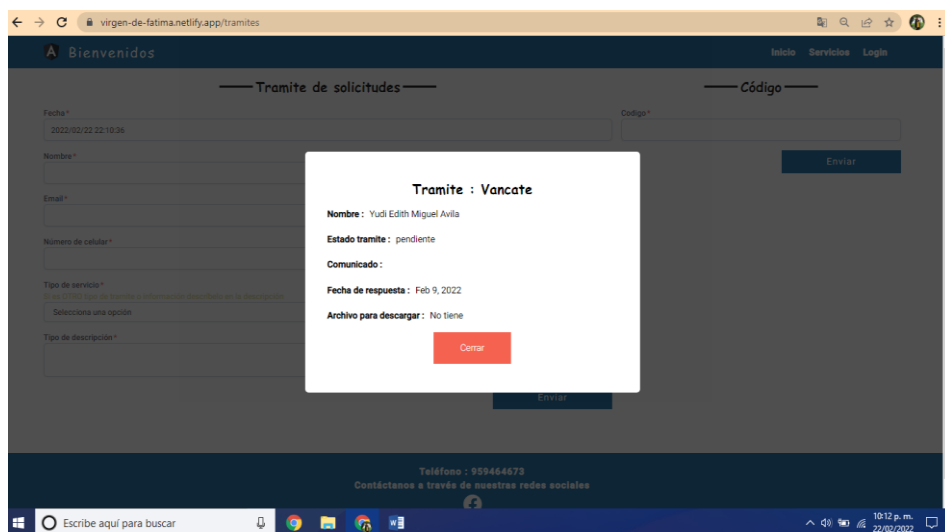 virgen-de-fatima.netlify.app/tramites
A Bienvenidos
Inicio Servicios Login
Tramite de solicitudes
Código
Fecha *
2022/02/22 22:10:36
Codigo *
Nombre *
Enviar
Email *
Número de celular *
Tipo de servicio *
Selecciona una opción
Tipo de descripción *
Tramite : Vancate
Nombre : Yudi Edith Miguel Avila
Estado tramite : pendiente
Comunicado :
Fecha de respuesta : Feb 9, 2022
Archivo para descargar : No tiene
Cerrar
Enviar
Teléfono : 959464673
Contáctanos a través de nuestras redes sociales
Escribe aquí para buscar
10:12 p. m.
22/02/2022